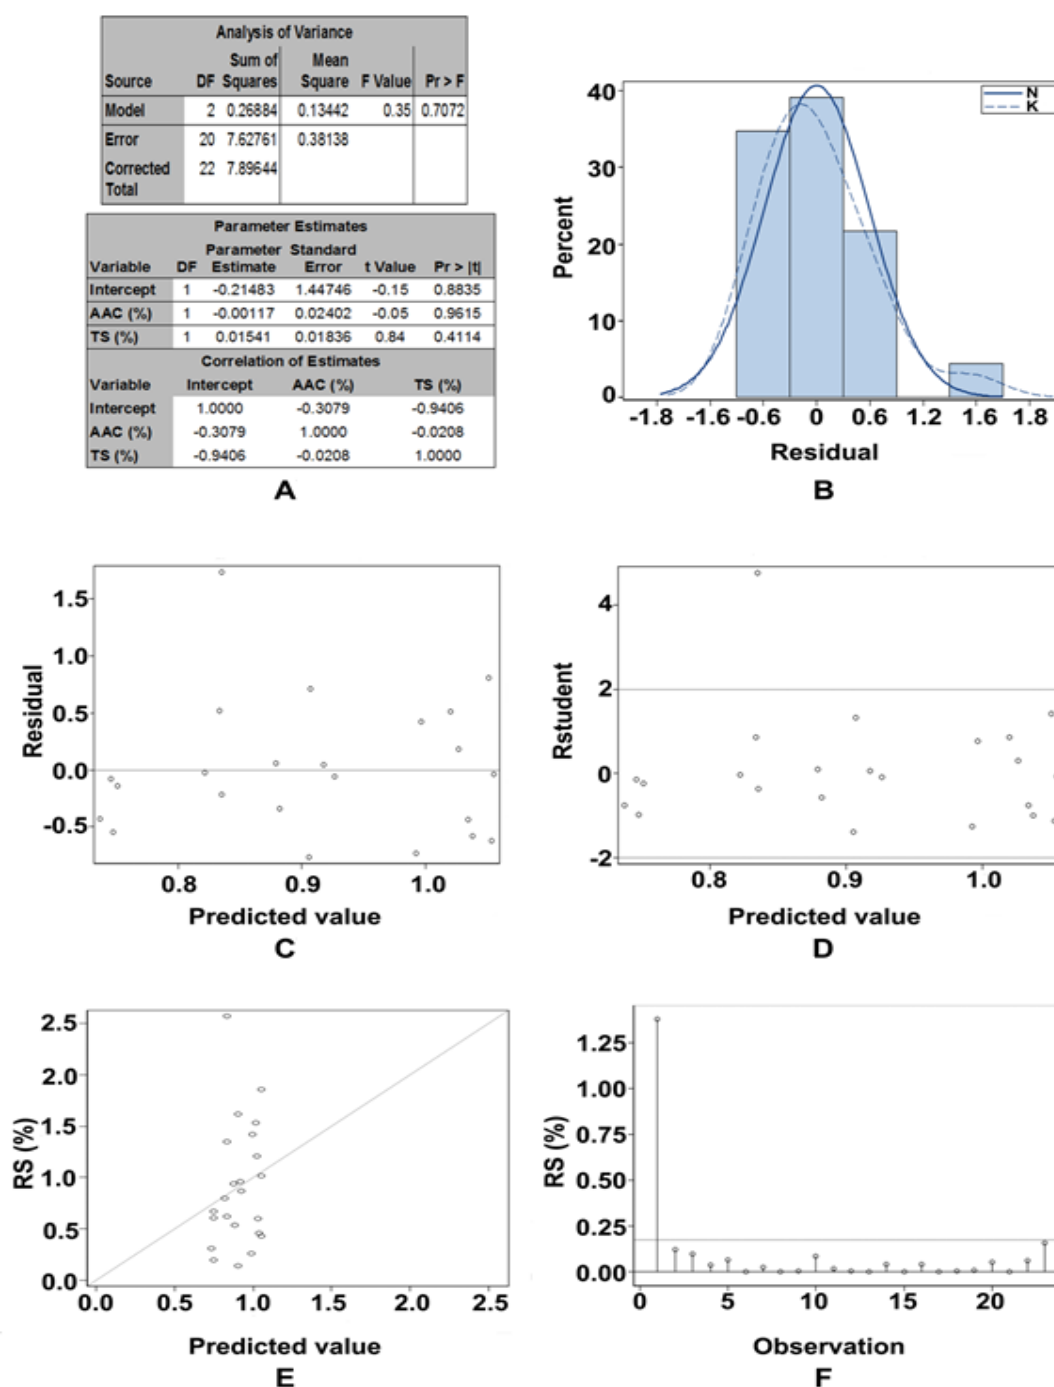 Analysis of Variance
Source DF Sum of Squares Mean Square F Value Pr > F
Model 2 0.26884 0.13442 0.35 0.7072
Error 20 7.62761 0.38138
Corrected Total 22 7.89644
Parameter Estimates
Variable DF Parameter Estimate Standard Error t Value Pr > |t|
Intercept 1 -0.21483 1.44746 -0.15 0.8835
AAC (%) 1 -0.00117 0.02402 -0.05 0.9615
TS (%) 1 0.01541 0.01836 0.84 0.4114
Correlation of Estimates
Variable Intercept AAC (%) TS (%)
Intercept 1.0000 -0.3079 -0.9406
AAC (%) -0.3079 1.0000 -0.0208
TS (%) -0.9406 -0.0208 1.0000
A
N
K
40
30
20
10
0
Percent
-1.8 -1.6 -0.6 0 0.6 1.2 1.6 1.8
Residual
B
1.5
1.0
0.5
0.0
-0.5
Residual
0.8 0.9 1.0
Predicted value
C
4
2
0
-2
Rstudent
0.8 0.9 1.0
Predicted value
D
2.5
2.0
1.5
1.0
0.5
0.0
RS (%)
0.0 0.5 1.0 1.5 2.0 2.5
Predicted value
E
1.25
1.00
0.75
0.50
0.25
0.00
RS (%)
0 5 10 15 20
Observation
F